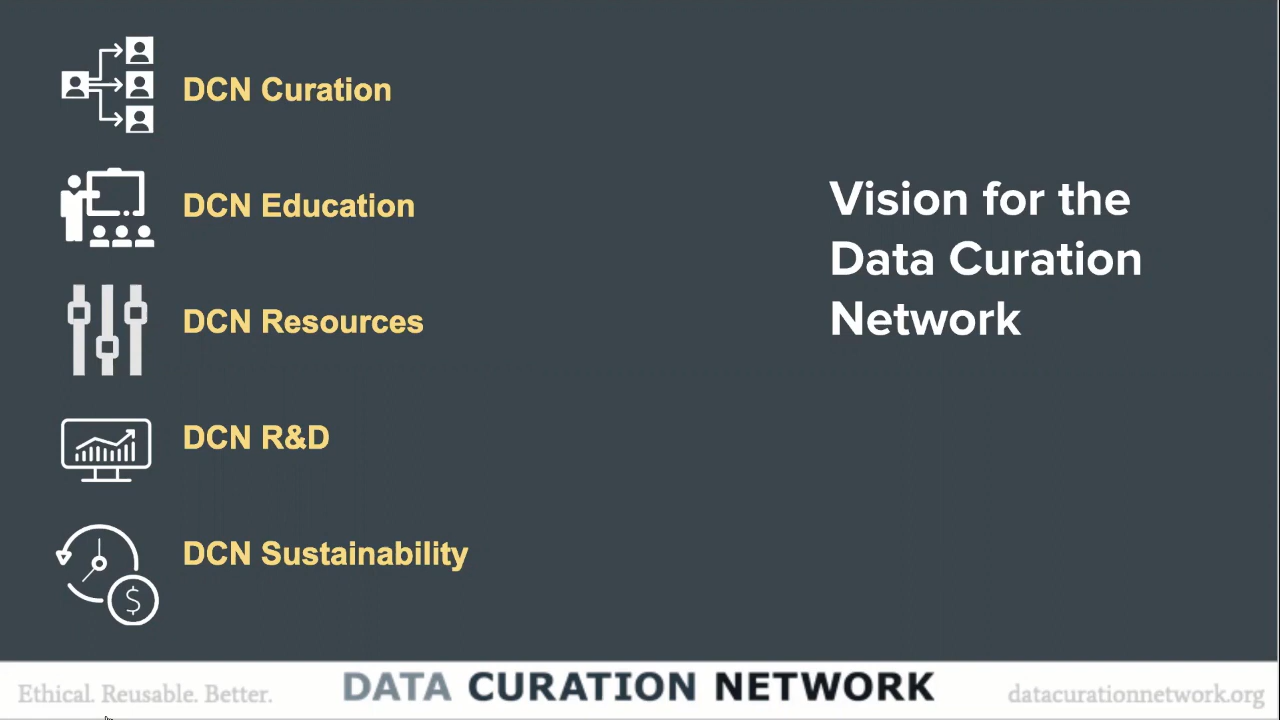 DCN Curation
DCN Education
DCN Resources
DCN R&D
DCN Sustainability
$
Vision for the
Data Curation
Network
Ethical. Reusable. Better.
DATA CURATION NETWORK
datacurationnetwork.org